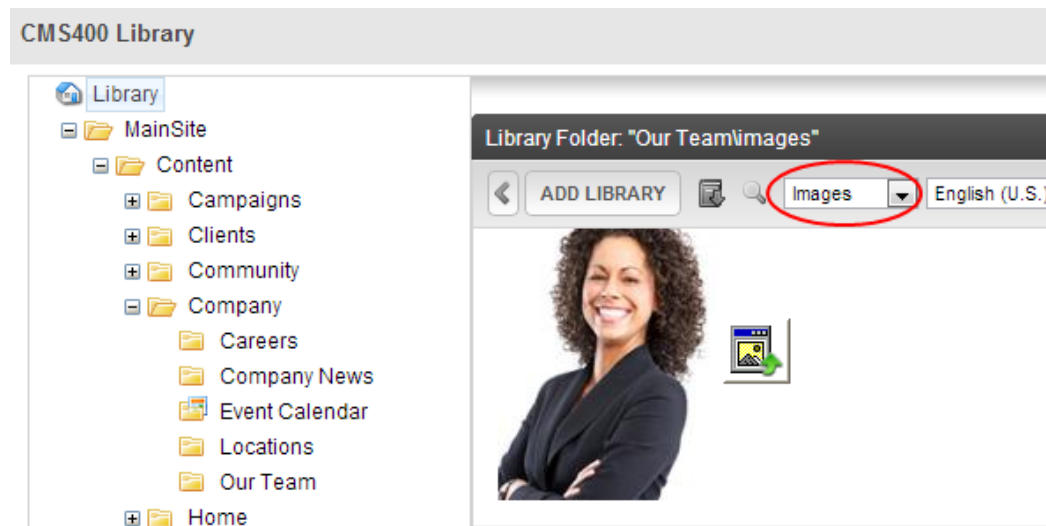 CMS400 Library
Library
MainSite
Content
Campaigns
Clients
Community
Company
Careers
Company News
Event Calendar
Locations
Our Team
Home
Library Folder: "Our Team\images"
ADD LIBRARY Images English (U.S.)